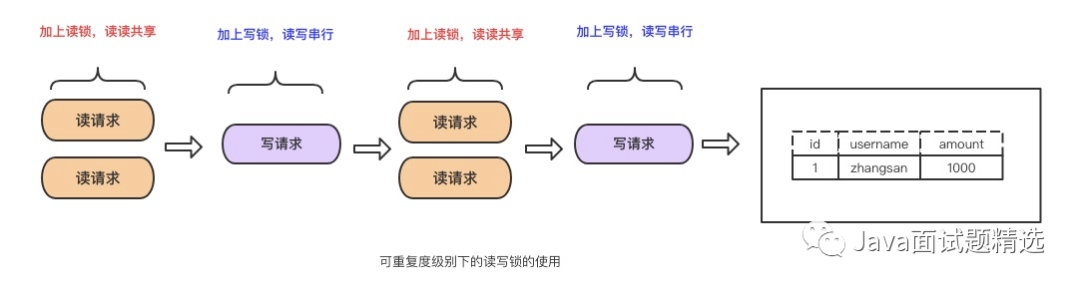 加上读锁，读读共享
加上写锁，读写串行
加上读锁，读读共享
加上写锁，读写串行
读请求
读请求
写请求
读请求
读请求
写请求
id username amount
1 zhangsan 1000
Java面试题精选
可重复度级别下的读写锁的使用